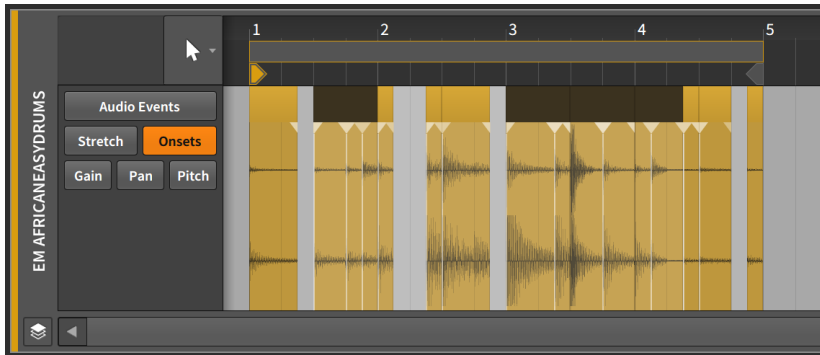 1 2 3 4 5
EM AFRICANEASYDRUMS
Audio Events
Stretch Onsets
Gain Pan Pitch